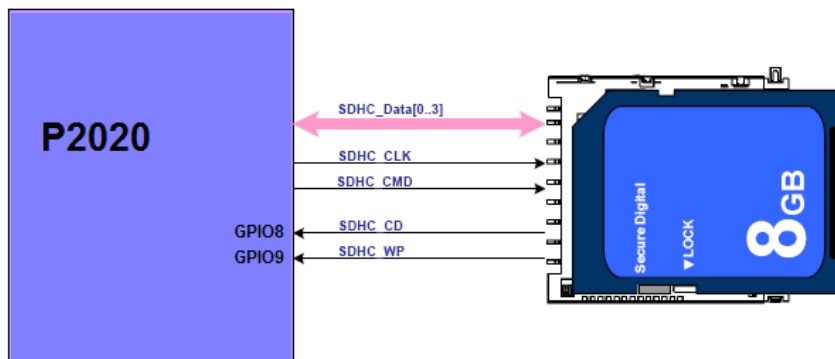 P2020
SDHC_Data[0..3]
SDHC_CLK
SDHC_CMD
GPIO8
SDHC_CD
GPIO9
SDHC_WP
Secure Digital
▼LOCK
8GB